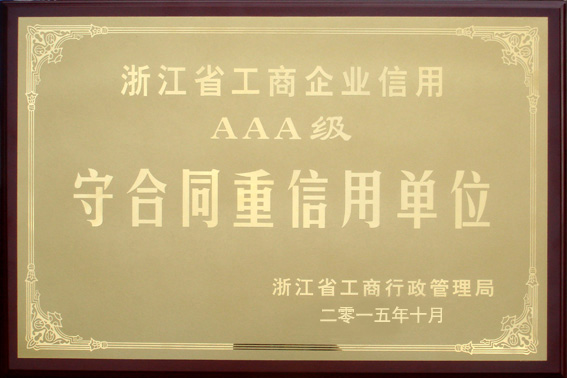 浙江省工商企业信用
AAA级
守合同重信用单位
浙江省工商行政管理局
二零一五年十月